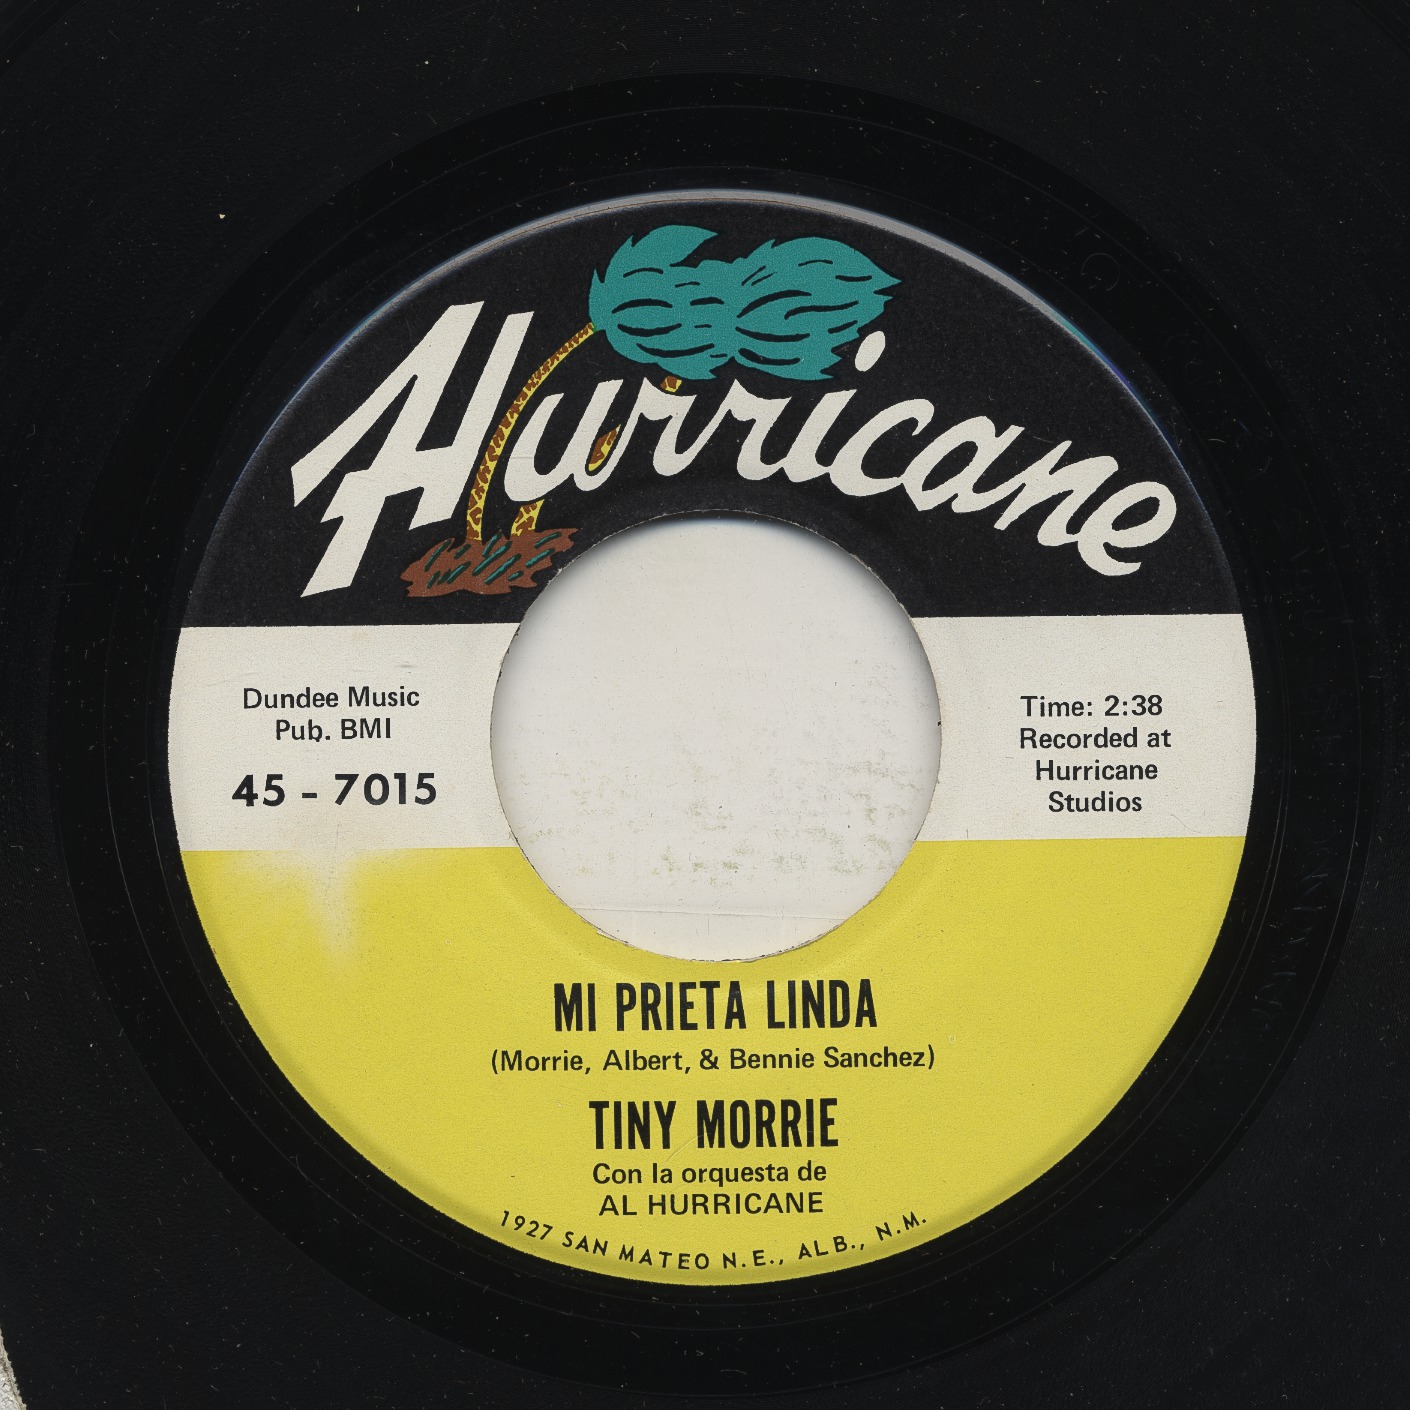 Hurricane
Dundee Music
Pub. BMI
45 - 7015
Time: 2:38
Recorded at
Hurricane
Studios
MI PRIETA LINDA
(Morrie, Albert, & Bennie Sanchez)
TINY MORRIE
Con la orquesta de
AL HURRICANE
1927 SAN MATEO N.E., ALB., N.M.